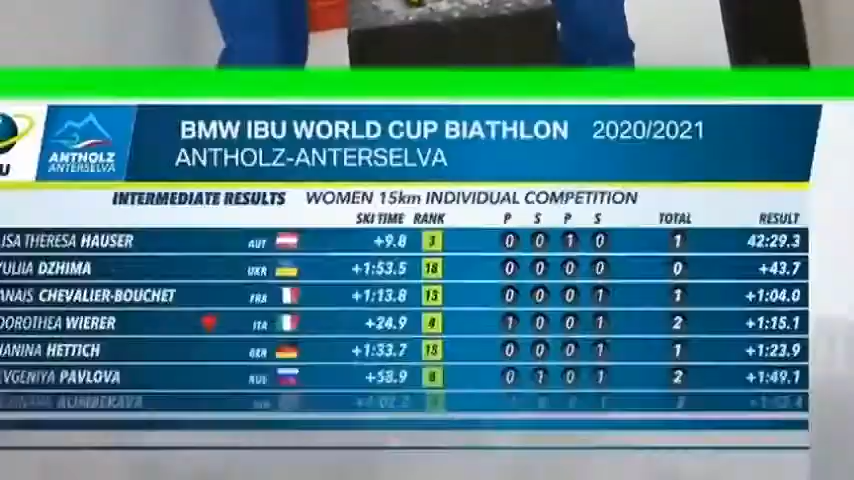 BMW IBU WORLD CUP BIATHLON 2020/2021
ANTHOLZ-ANTERSELVA
ANTHOLZ
ANTERSELVA
INTERMEDIATE RESULTS WOMEN 15km INDIVIDUAL COMPETITION
SKI TIME RANK P S P S TOTAL RESULT
ISA THERESA HAUSER AUT +9.8 3 0 0 1 0 1 42:29.3
YULIIA DZHIMA UKR +1:53.5 18 0 0 0 0 0 +43.7
ANAIS CHEVALIER-BOUCHET FRA +1:13.8 13 0 0 0 1 1 +1:04.0
DOROTHEA WIERER ITA +24.9 4 1 0 0 1 2 +1:15.1
JANINA HETTICH GER +1:33.7 15 0 0 0 1 1 +1:23.9
EVGENIYA PAVLOVA RUS +58.9 8 0 1 0 1 2 +1:49.1